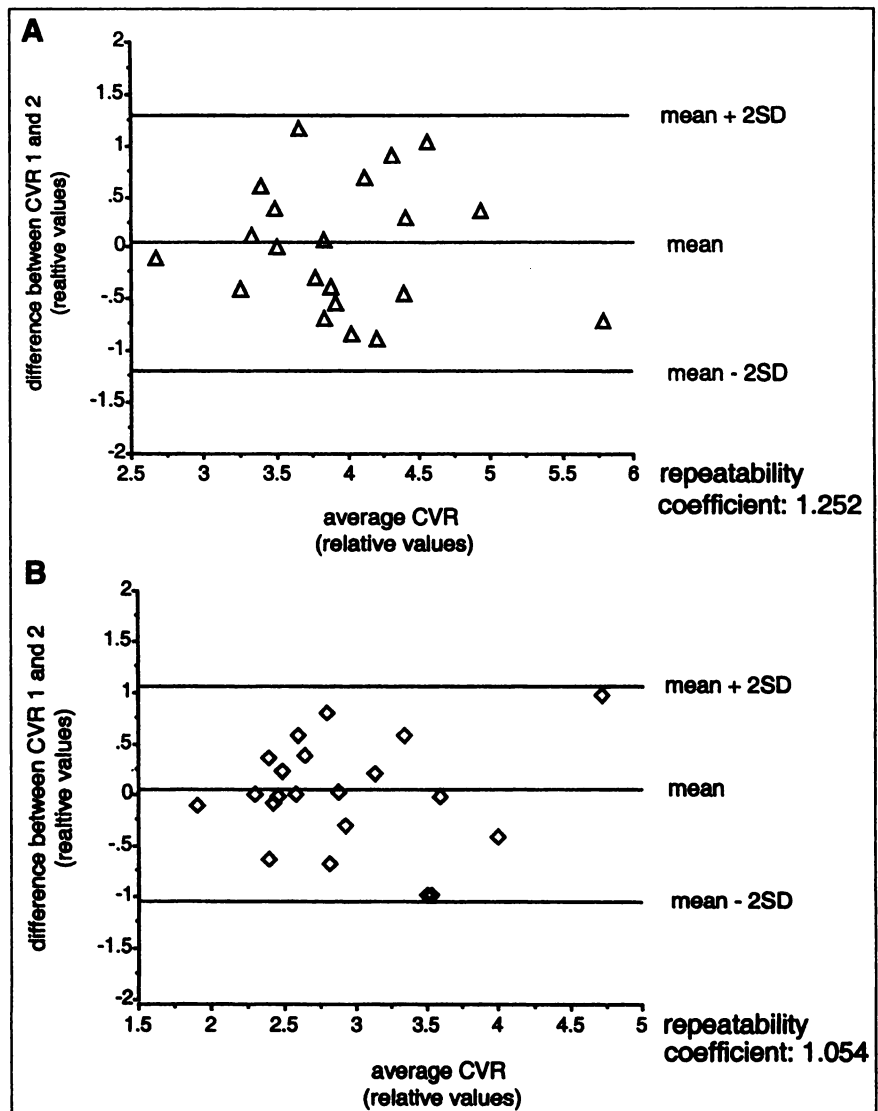 A
difference between CVR 1 and 2
(realtive values)
2
1.5
1
.5
0
-.5
-1
-1.5
-2
mean + 2SD
mean
mean - 2SD
2.5 3 3.5 4 4.5 5 5.5 6
average CVR
(relative values)
repeatability
coefficient: 1.252
B
difference between CVR 1 and 2
(realtive values)
2
1.5
1
.5
0
-.5
-1
-1.5
-2
mean + 2SD
mean
mean - 2SD
1.5 2 2.5 3 3.5 4 4.5 5
average CVR
(relative values)
repeatability
coefficient: 1.054